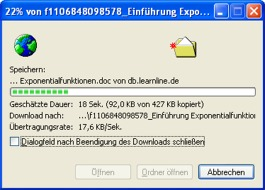 22% von f1106848098578_Einführung Expo...
Speichern:
... Exponentialfunktionen.doc von db.learnline.de
Geschätzte Dauer: 18 Sek. (92,0 KB von 427 KB kopiert)
Download nach: ...\f1106848098578_Einführung Exponentialfunktion
Übertragungsrate: 17,6 KB/Sek.
Dialogfeld nach Beendigung des Downloads schließen
Öffnen Ordner öffnen Abbrechen